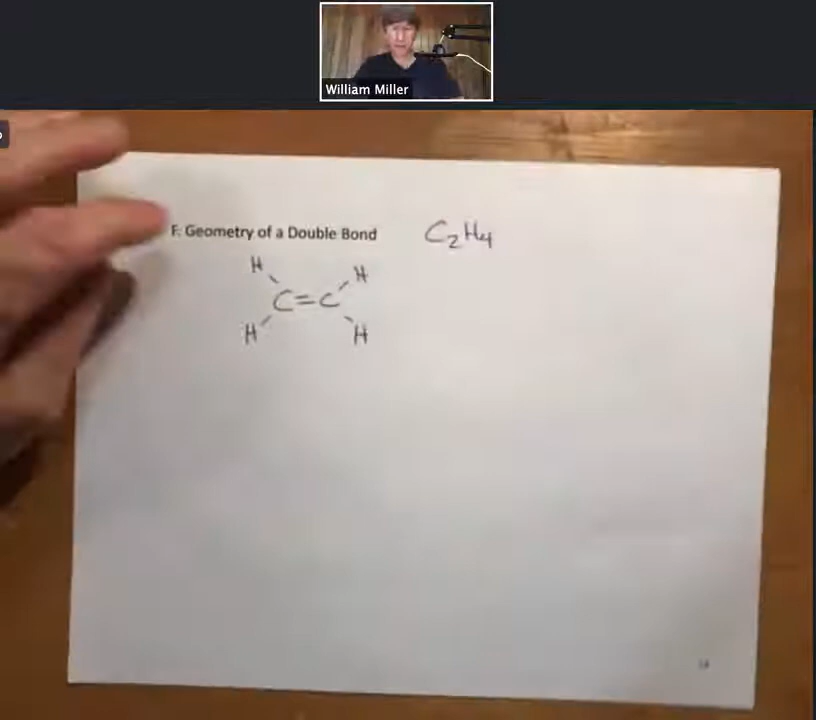 William Miller
F: Geometry of a Double Bond C₂H₄
H H
C=C
H H